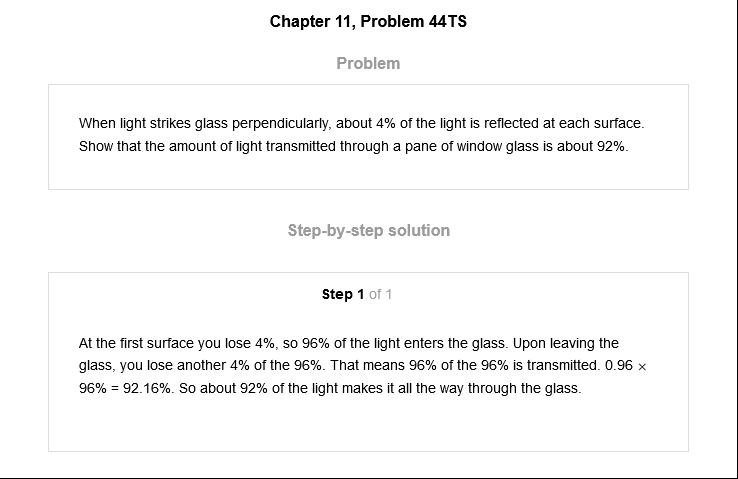 Chapter 11, Problem 44TS
Problem
When light strikes glass perpendicularly, about 4% of the light is reflected at each surface.
Show that the amount of light transmitted through a pane of window glass is about 92%.
Step-by-step solution
Step 1 of 1
At the first surface you lose 4%, so 96% of the light enters the glass. Upon leaving the
glass, you lose another 4% of the 96%. That means 96% of the 96% is transmitted. 0.96 ×
96% = 92.16%. So about 92% of the light makes it all the way through the glass.